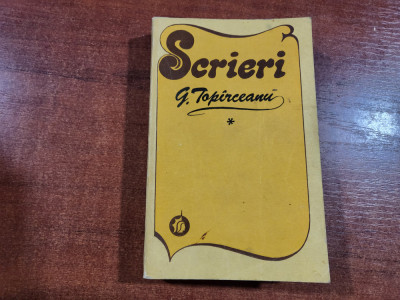 Scrieri
G. Topîrceanu
*